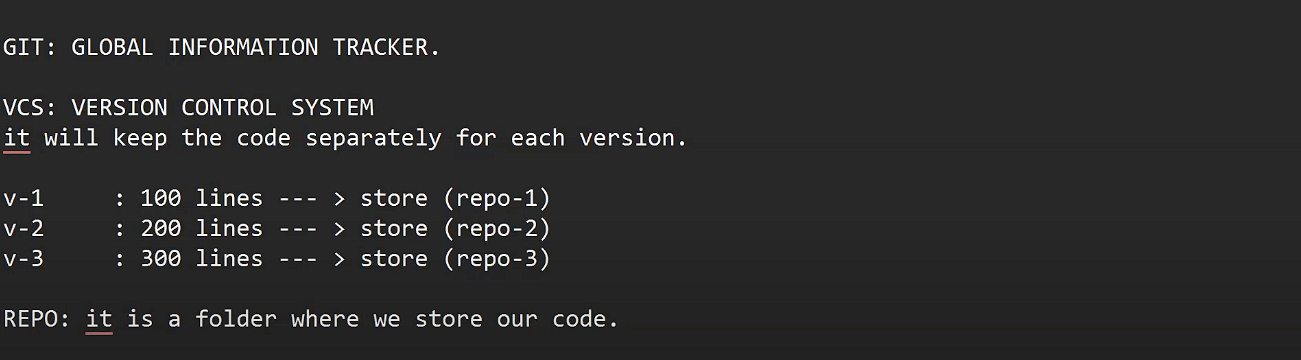 GIT: GLOBAL INFORMATION TRACKER.
VCS: VERSION CONTROL SYSTEM
it will keep the code separately for each version.
v-1     : 100 lines --- > store (repo-1)
v-2     : 200 lines --- > store (repo-2)
v-3     : 300 lines --- > store (repo-3)
REPO: it is a folder where we store our code.